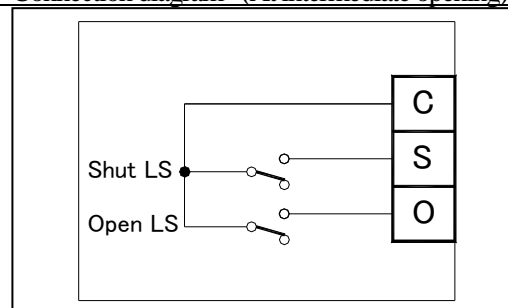 Connection diagram (At intermediate opening)
C
Shut LS
S
Open LS
O